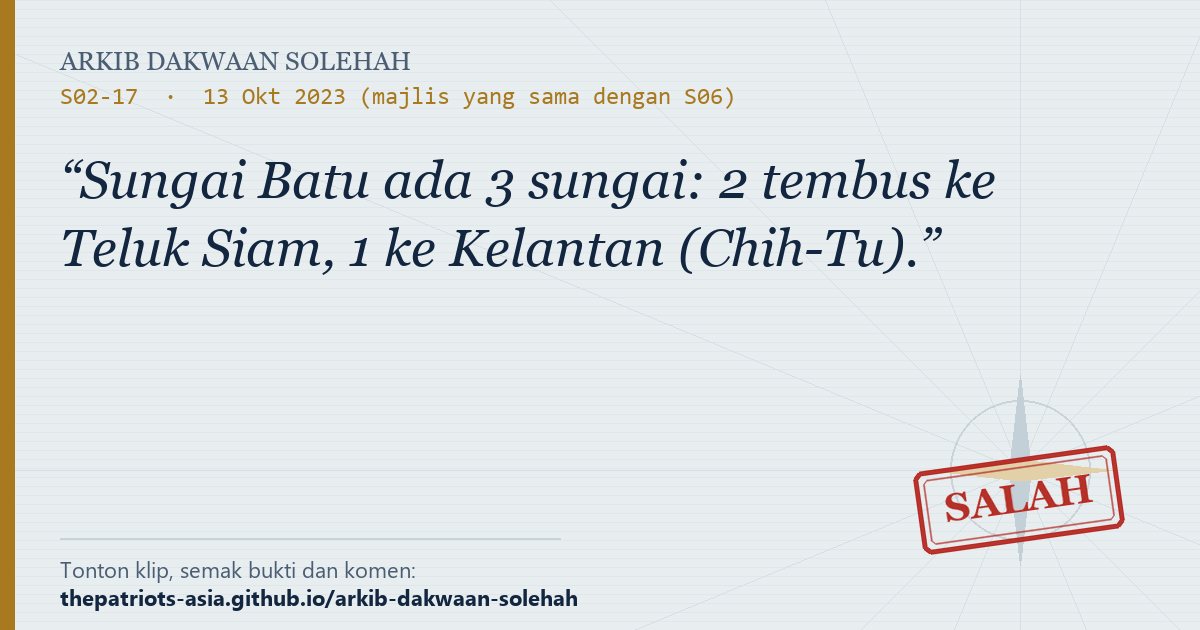 ARKIB DAKWAAN SOLEHAH
S02-17 · 13 Okt 2023 (majlis yang sama dengan S06)
“Sungai Batu ada 3 sungai: 2 tembus ke
Teluk Siam, 1 ke Kelantan (Chih-Tu).”
SALAH
Tonton klip, semak bukti dan komen:
thepatriots-asia.github.io/arkib-dakwaan-solehah